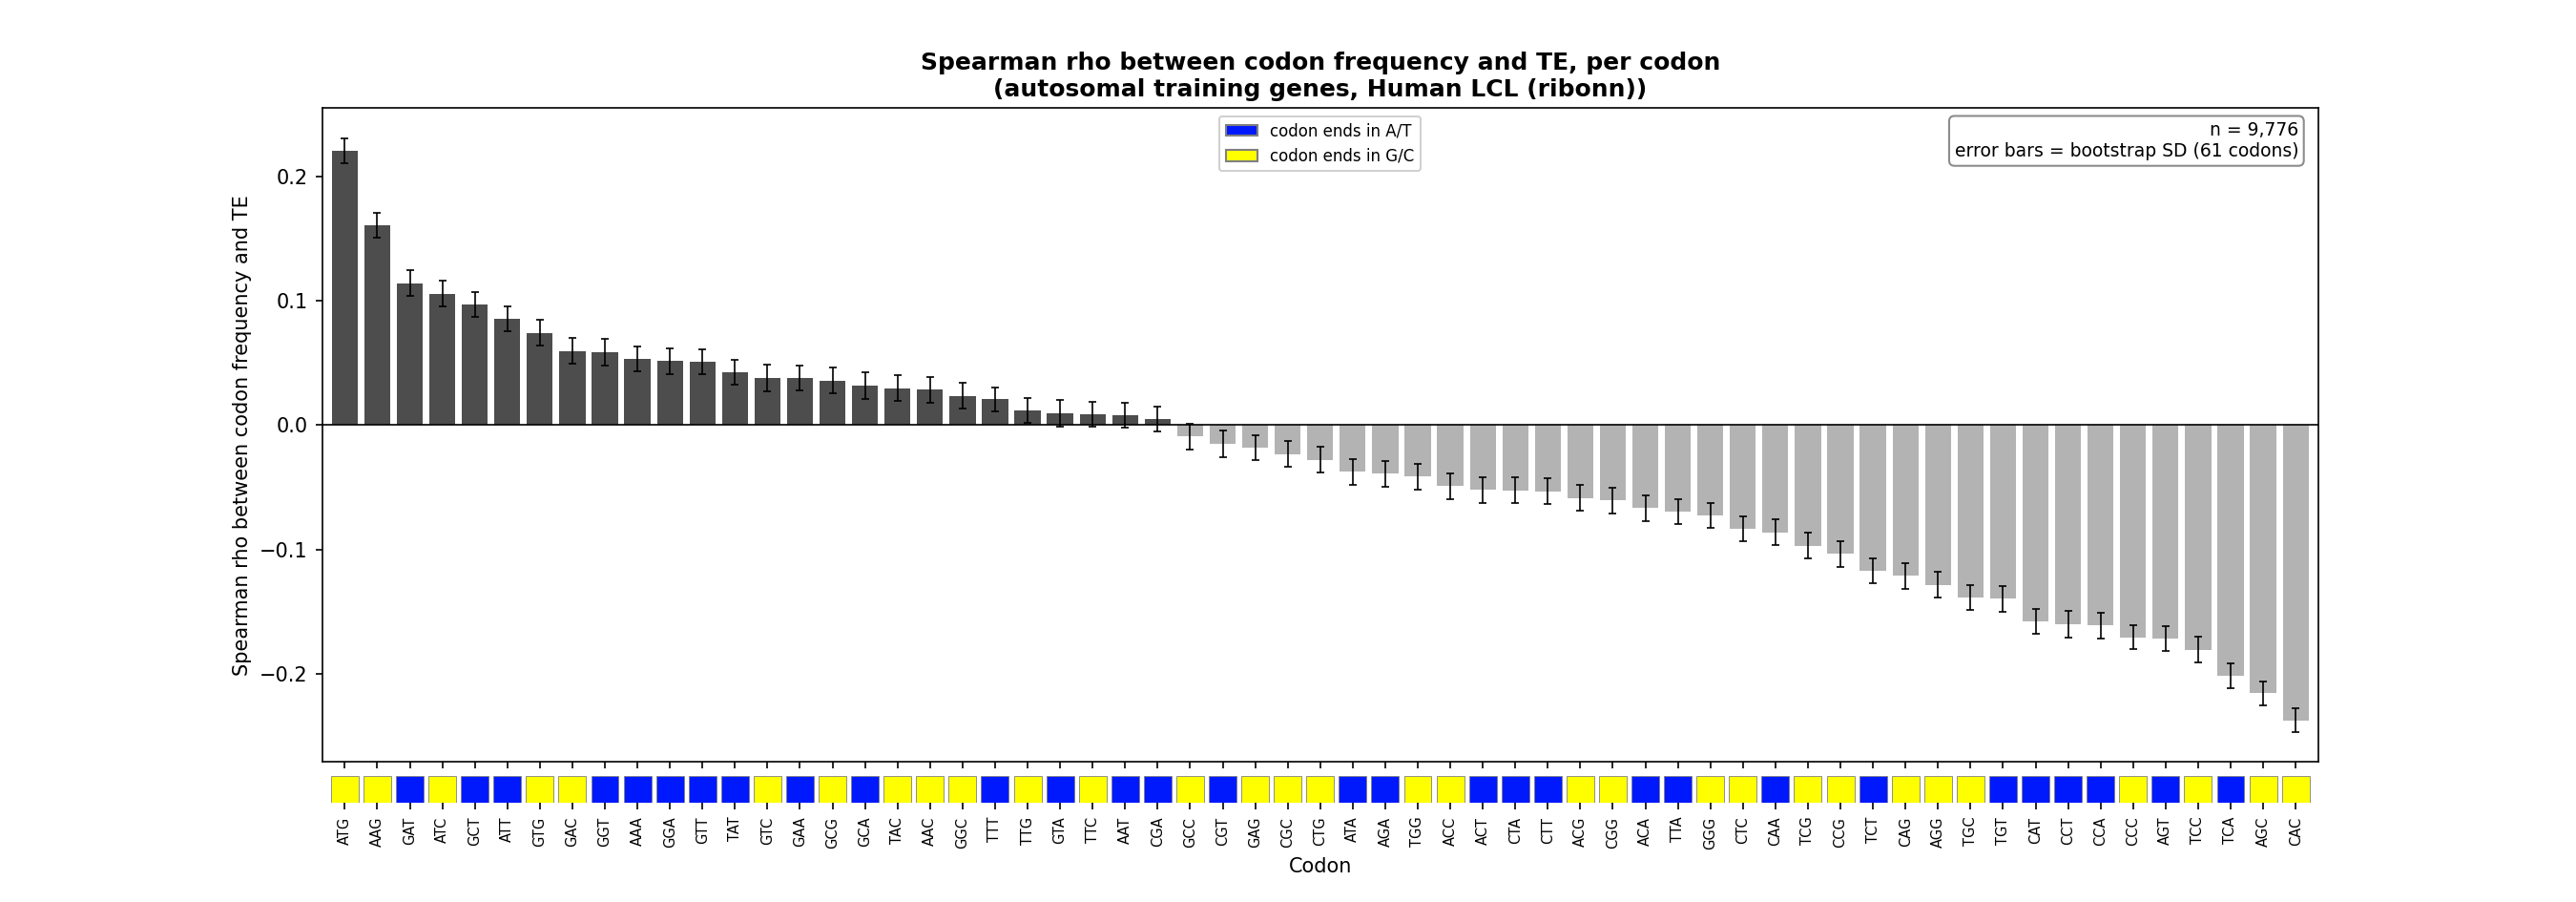 Spearman rho between codon frequency and TE, per codon
(autosomal training genes, Human LCL (ribonn))
codon ends in A/T
codon ends in G/C
n = 9,776
error bars = bootstrap SD (61 codons)
Spearman rho between codon frequency and TE
0.2
0.1
0.0
−0.1
−0.2
ATG AAG GAT ATC GCT ATT GTG GAC GGT AAA GGA GTT TAT GTC GAA GCG GCA TAC AAC GGC TTT TTG GTA TTC AAT CGA GCC CGT GAG CGC CTG ATA AGA TGG ACC ACT CTA CTT ACG CGG ACA TTA GGG CTC CAA TCG CCG TCT CAG AGG TGC TGT CAT CCT CCA CCC AGT TCC TCA AGC CAC
Codon